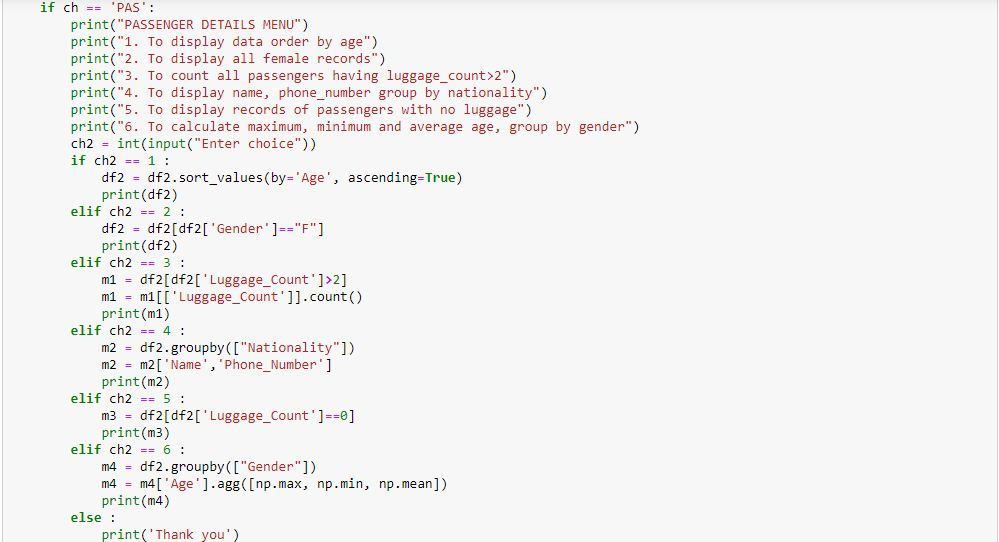 if ch == 'PAS':
print("PASSENGER DETAILS MENU")
print("1. To display data order by age")
print("2. To display all female records")
print("3. To count all passengers having luggage_count>2")
print("4. To display name, phone_number group by nationality")
print("5. To display records of passengers with no luggage")
print("6. To calculate maximum, minimum and average age, group by gender")
ch2 = int(input("Enter choice"))
if ch2 == 1 :
df2 = df2.sort_values(by='Age', ascending=True)
print(df2)
elif ch2 == 2 :
df2 = df2[df2['Gender']=="F"]
print(df2)
elif ch2 == 3 :
m1 = df2[df2['Luggage_Count']>2]
m1 = m1[['Luggage_Count']].count()
print(m1)
elif ch2 == 4 :
m2 = df2.groupby(["Nationality"])
m2 = m2['Name','Phone_Number']
print(m2)
elif ch2 == 5 :
m3 = df2[df2['Luggage_Count']==0]
print(m3)
elif ch2 == 6 :
m4 = df2.groupby(["Gender"])
m4 = m4['Age'].agg([np.max, np.min, np.mean])
print(m4)
else :
print('Thank you')